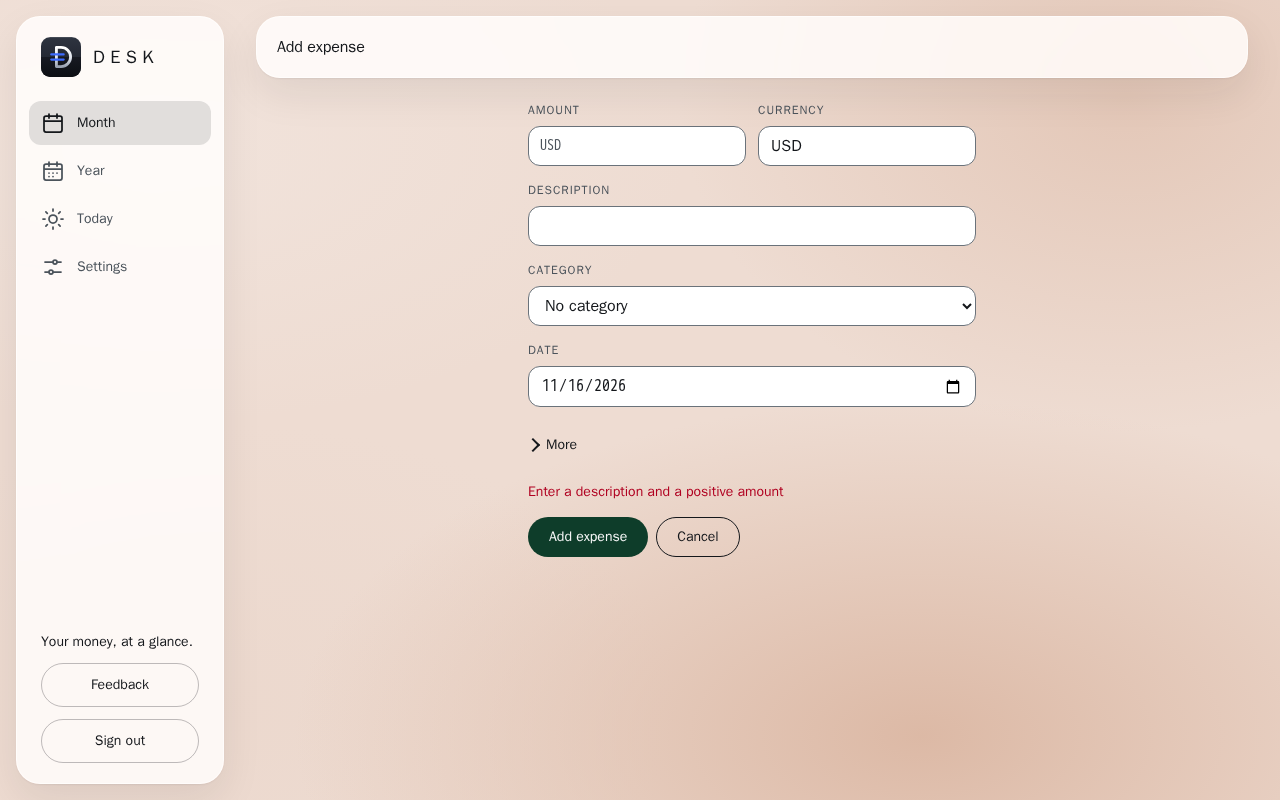 DESK
Month
Year
Today
Settings
Your money, at a glance.
Feedback
Sign out
Add expense
AMOUNT
USD
CURRENCY
USD
DESCRIPTION
CATEGORY
No category
DATE
11/16/2026
More
Enter a description and a positive amount
Add expense
Cancel